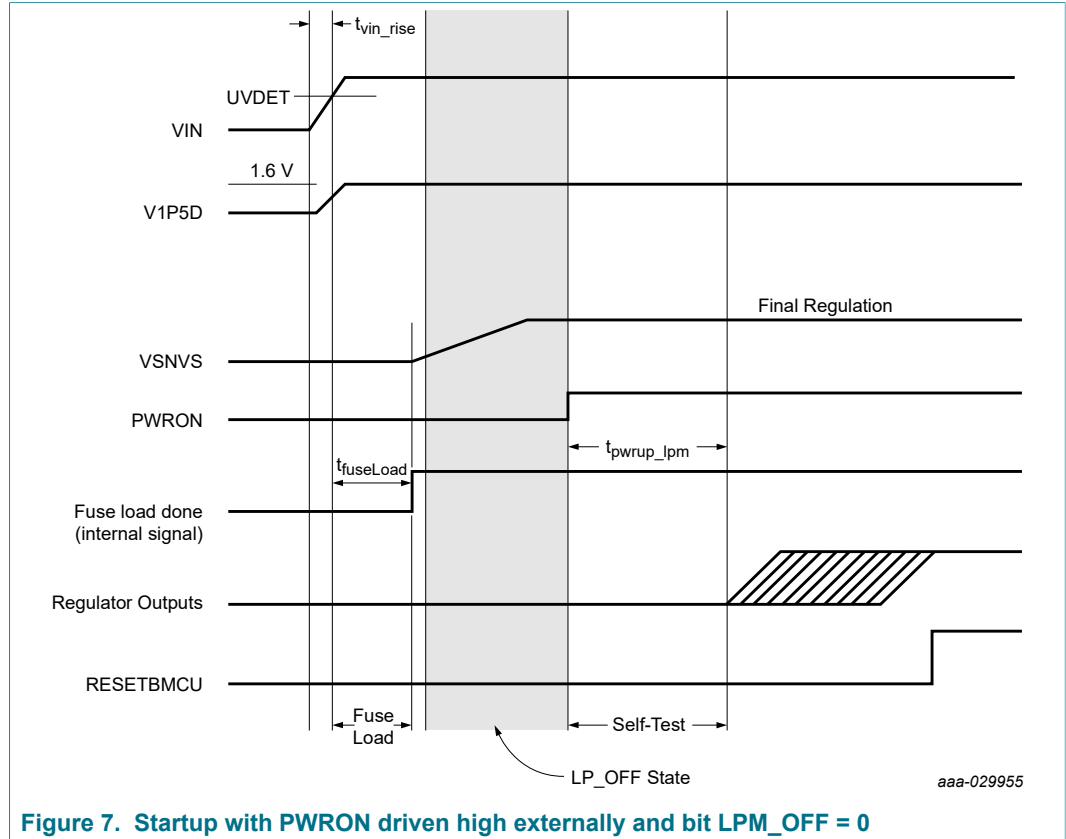 tvin_rise
UVDET
VIN
1.6 V
V1P5D
Final Regulation
VSNVS
PWRON
tpwrup_lpm
tfuseLoad
Fuse load done
(internal signal)
Regulator Outputs
RESETBMCU
Fuse
Load
Self-Test
LP_OFF State
aaa-029955
Figure 7. Startup with PWRON driven high externally and bit LPM_OFF = 0